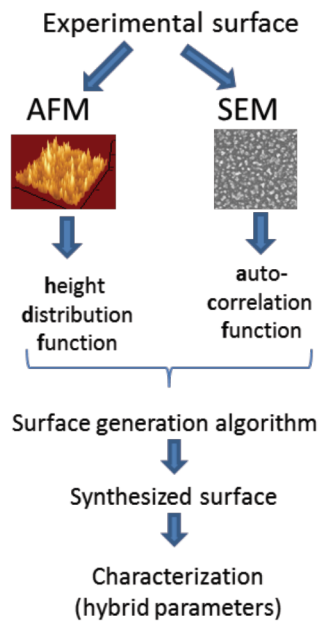 Experimental surface
AFM
SEM
height
distribution
function
auto-
correlation
function
Surface generation algorithm
Synthesized surface
Characterization
(hybrid parameters)